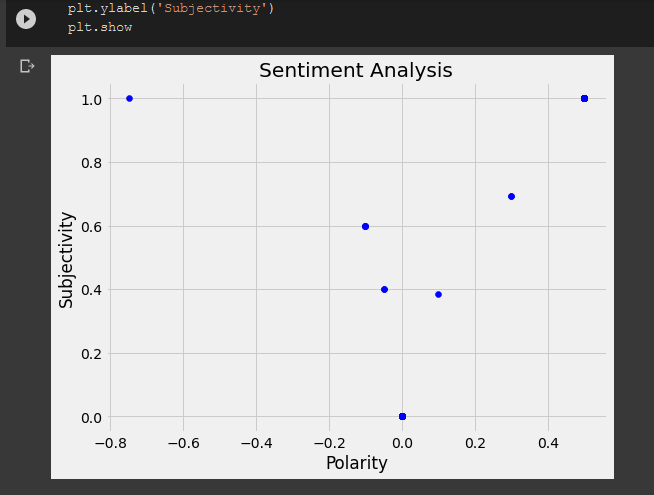 plt.ylabel('Subjectivity')
plt.show
Sentiment Analysis
1.0
0.8
0.6
0.4
0.2
0.0
Subjectivity
−0.8 −0.6 −0.4 −0.2 0.0 0.2 0.4
Polarity